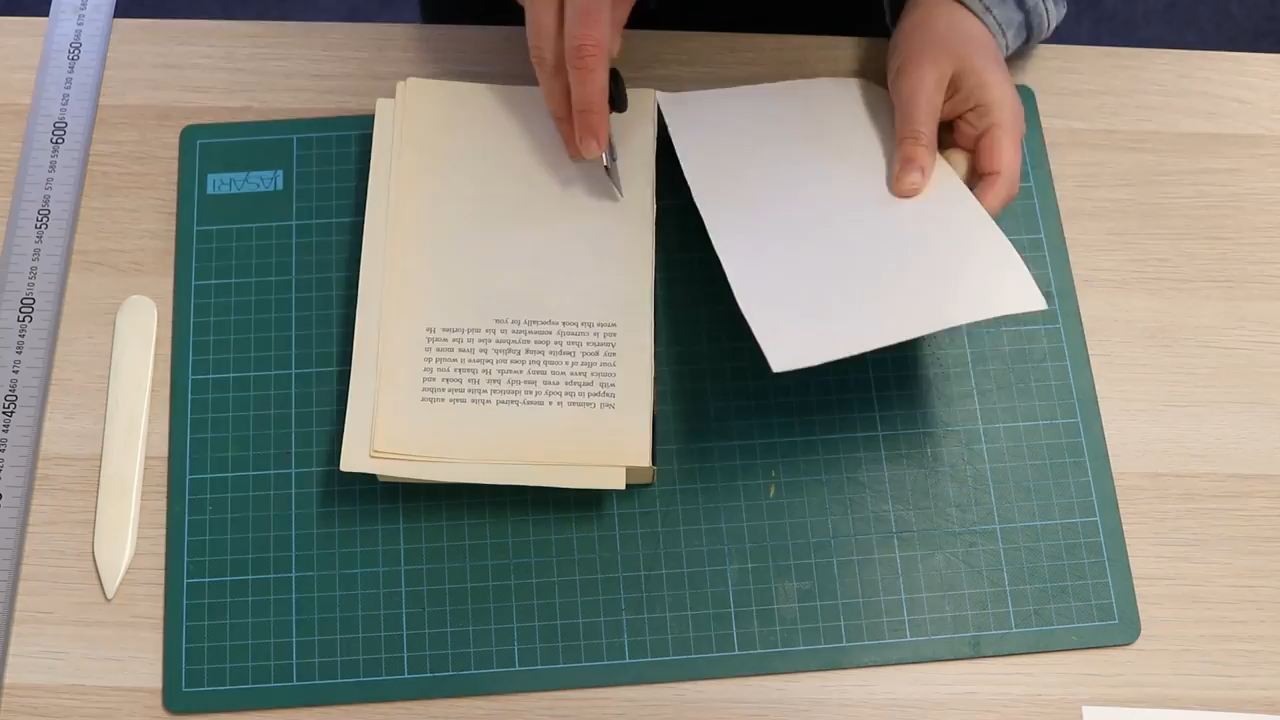 JASARI
Neil Gaiman is a messy-haired white male author
trapped in the body of an identical white male author
with perhaps even less-tidy hair. His books and
comics have won many awards. He thanks you for
your offer of a comb but does not believe it would do
any good. Despite being English, he lives more in
America than he does anywhere else in the world,
and is currently somewhere in his mid-forties. He
wrote this book especially for you.
650
600
550
500
450